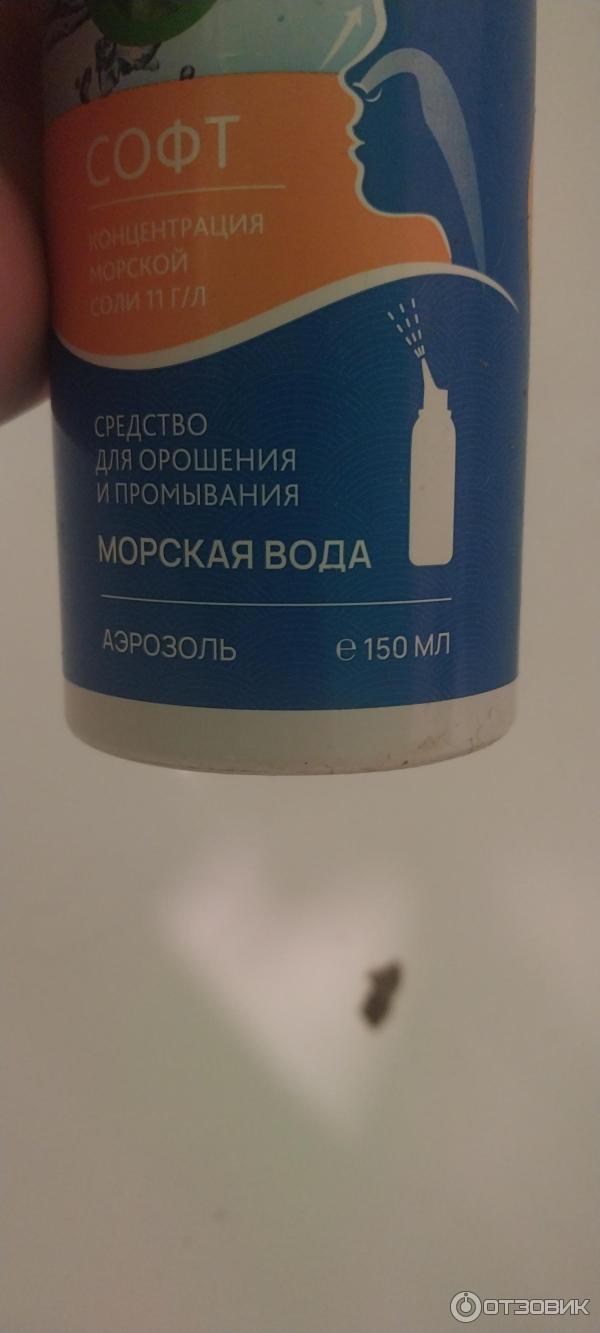 СОФТ
КОНЦЕНТРАЦИЯ
МОРСКОЙ
СОЛИ 11 Г/Л
СРЕДСТВО
ДЛЯ ОРОШЕНИЯ
И ПРОМЫВАНИЯ
МОРСКАЯ ВОДА
АЭРОЗОЛЬ ℮ 150 МЛ
ОТЗОВИК